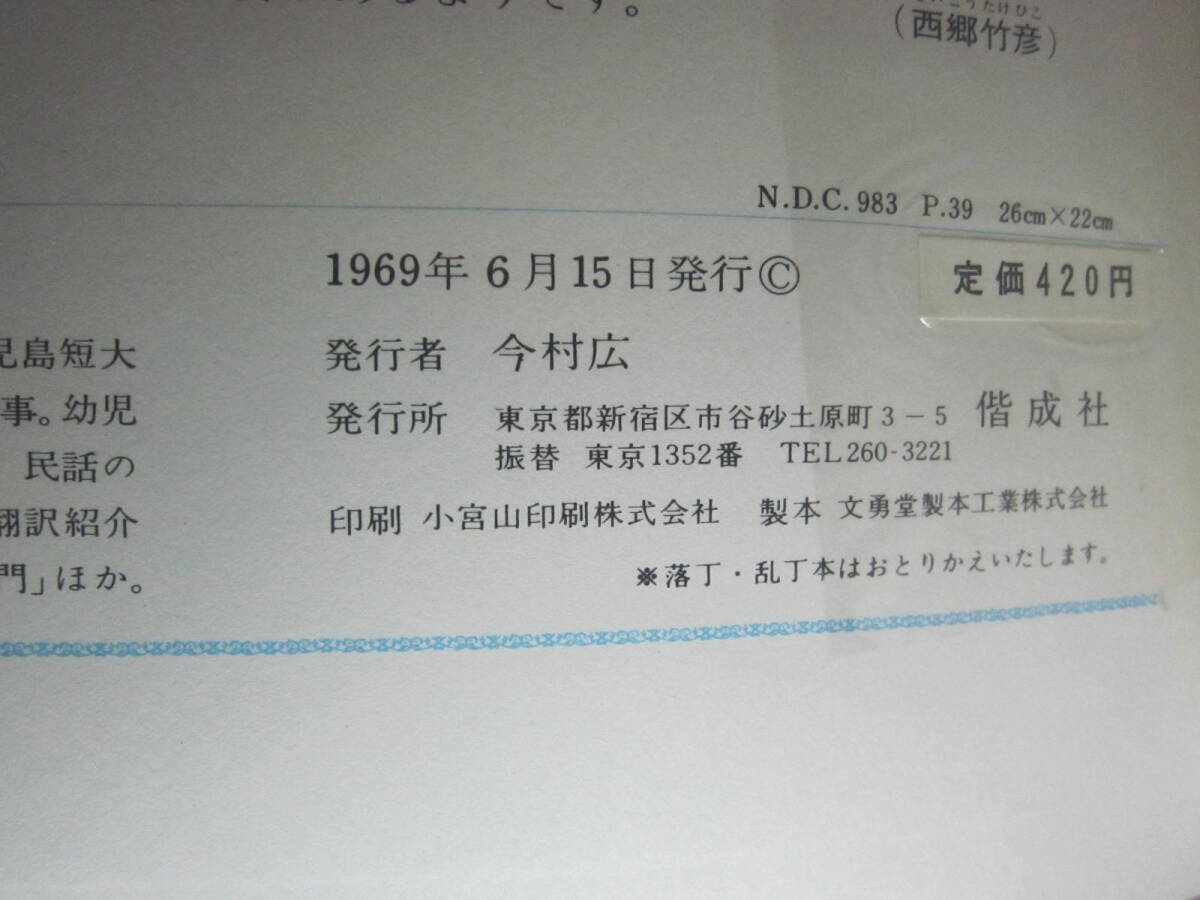 です。
(西郷竹彦)
N.D.C. 983 P.39 26cm×22cm
1969年6月15日発行©
定価420円
児島短大
事。幼児
民話の
翻訳紹介
門」ほか。
発行者 今村広
発行所 東京都新宿区市谷砂土原町3-5 偕成社
振替 東京1352番 TEL260-3221
印刷 小宮山印刷株式会社 製本 文勇堂製本工業株式会社
※落丁・乱丁本はおとりかえいたします。